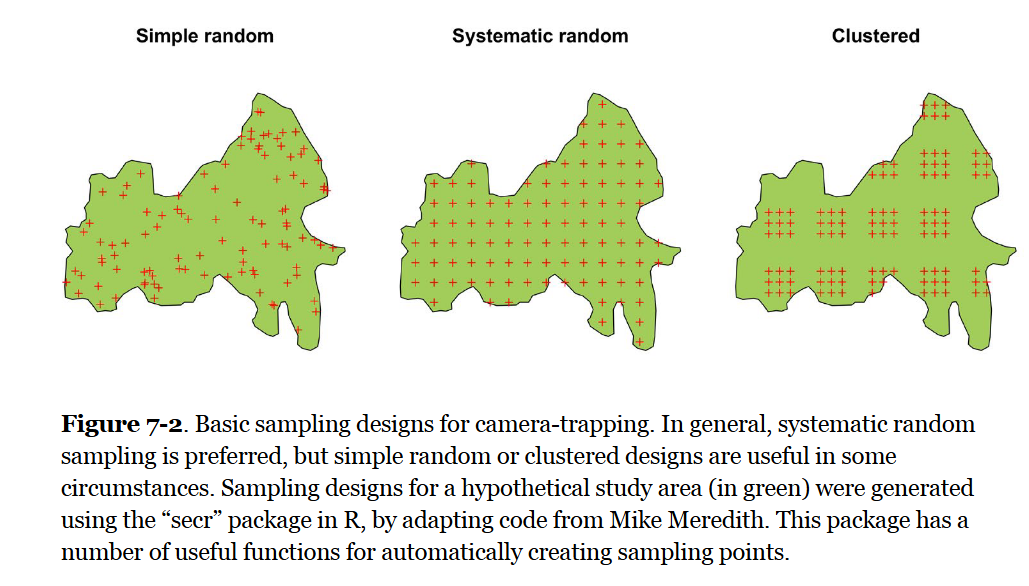 Simple random Systematic random Clustered
Figure 7-2. Basic sampling designs for camera-trapping. In general, systematic random
sampling is preferred, but simple random or clustered designs are useful in some
circumstances. Sampling designs for a hypothetical study area (in green) were generated
using the “secr” package in R, by adapting code from Mike Meredith. This package has a
number of useful functions for automatically creating sampling points.